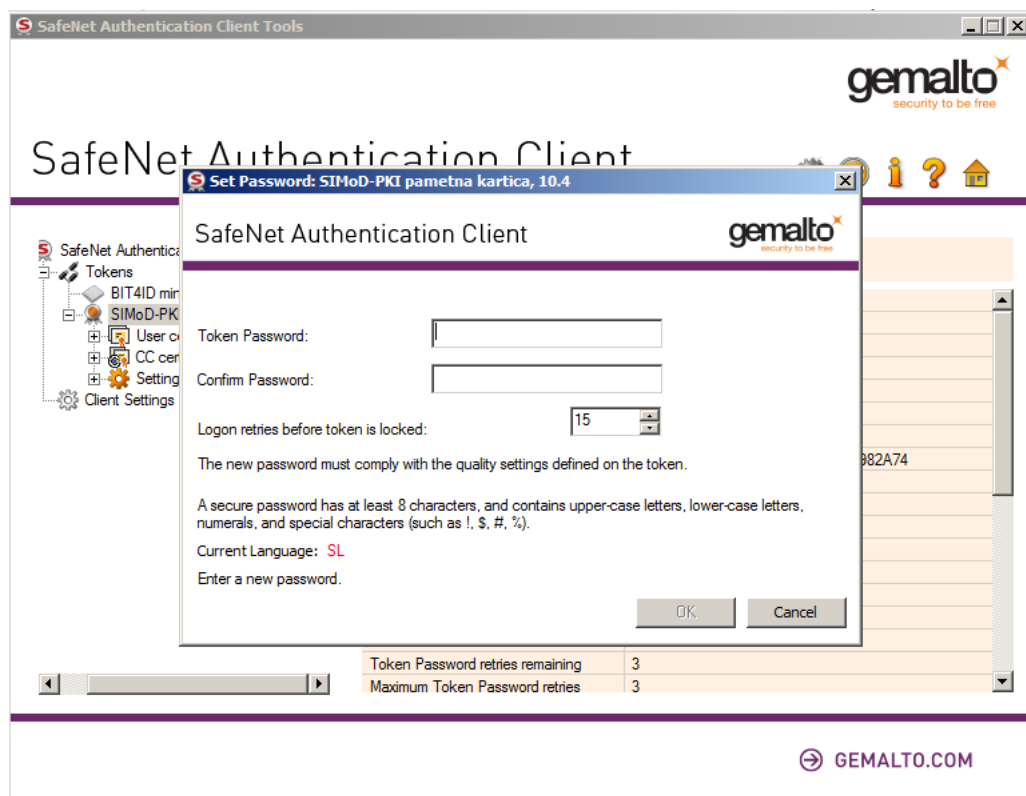 SafeNet Authentication Client Tools
gemalto
security to be free
SafeNet Authentication Client
Set Password: SIMoD-PKI pametna kartica, 10.4
SafeNet Authentication Client
gemalto
security to be free
SafeNet Authentica
Tokens
BIT4ID min
SIMoD-PK
User ce
CC cer
Setting
Client Settings
Token Password:
Confirm Password:
Logon retries before token is locked:
15
The new password must comply with the quality settings defined on the token.
982A74
A secure password has at least 8 characters, and contains upper-case letters, lower-case letters,
numerals, and special characters (such as !, $, #, %).
Current Language: SL
Enter a new password.
OK
Cancel
Token Password retries remaining 3
Maximum Token Password retries 3
GEMALTO.COM